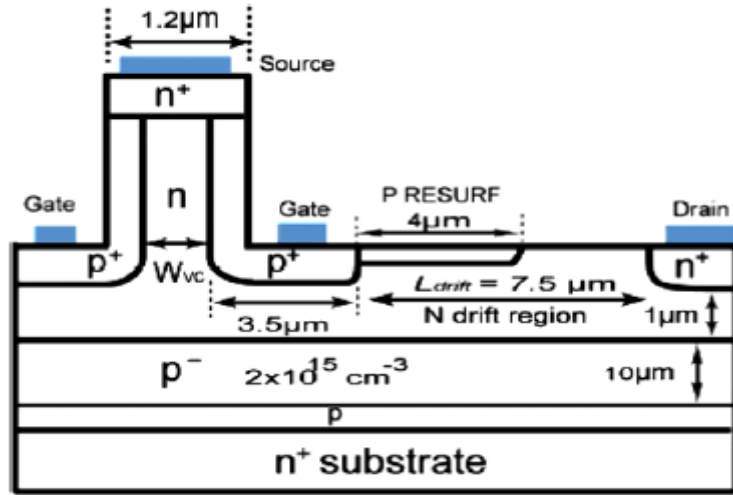 1.2μm
Source
n⁺
P RESURF
Gate
n
Gate
4μm
Drain
p⁺
W_VC
p⁺
L_drift = 7.5 μm
n⁺
3.5μm
N drift region
1μm
p⁻ 2x10¹⁵ cm⁻³
10μm
p
n⁺ substrate